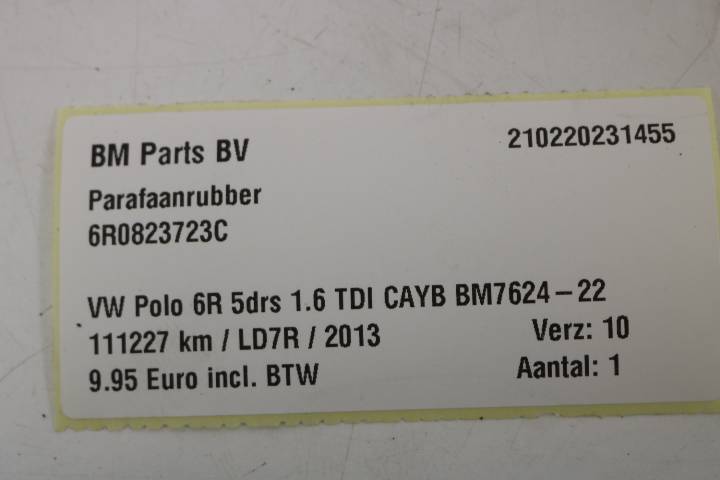 BM Parts BV 210220231455
Parafaanrubber
6R0823723C
VW Polo 6R 5drs 1.6 TDI CAYB BM7624-22
111227 km / LD7R / 2013 Verz: 10
9.95 Euro incl. BTW Aantal: 1